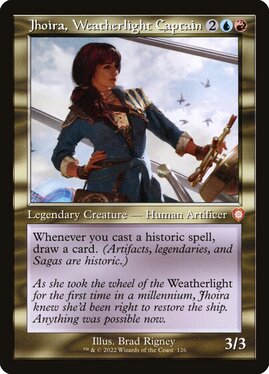 Jhoira, Weatherlight Captain 2
Legendary Creature — Human Artificer
Whenever you cast a historic spell,
draw a card. (Artifacts, legendaries, and
Sagas are historic.)
As she took the wheel of the Weatherlight
for the first time in a millennium, Jhoira
knew she'd been right to restore the ship.
Anything was possible now.
Illus. Brad Rigney
™ & © 2022 Wizards of the Coast 126
3/3